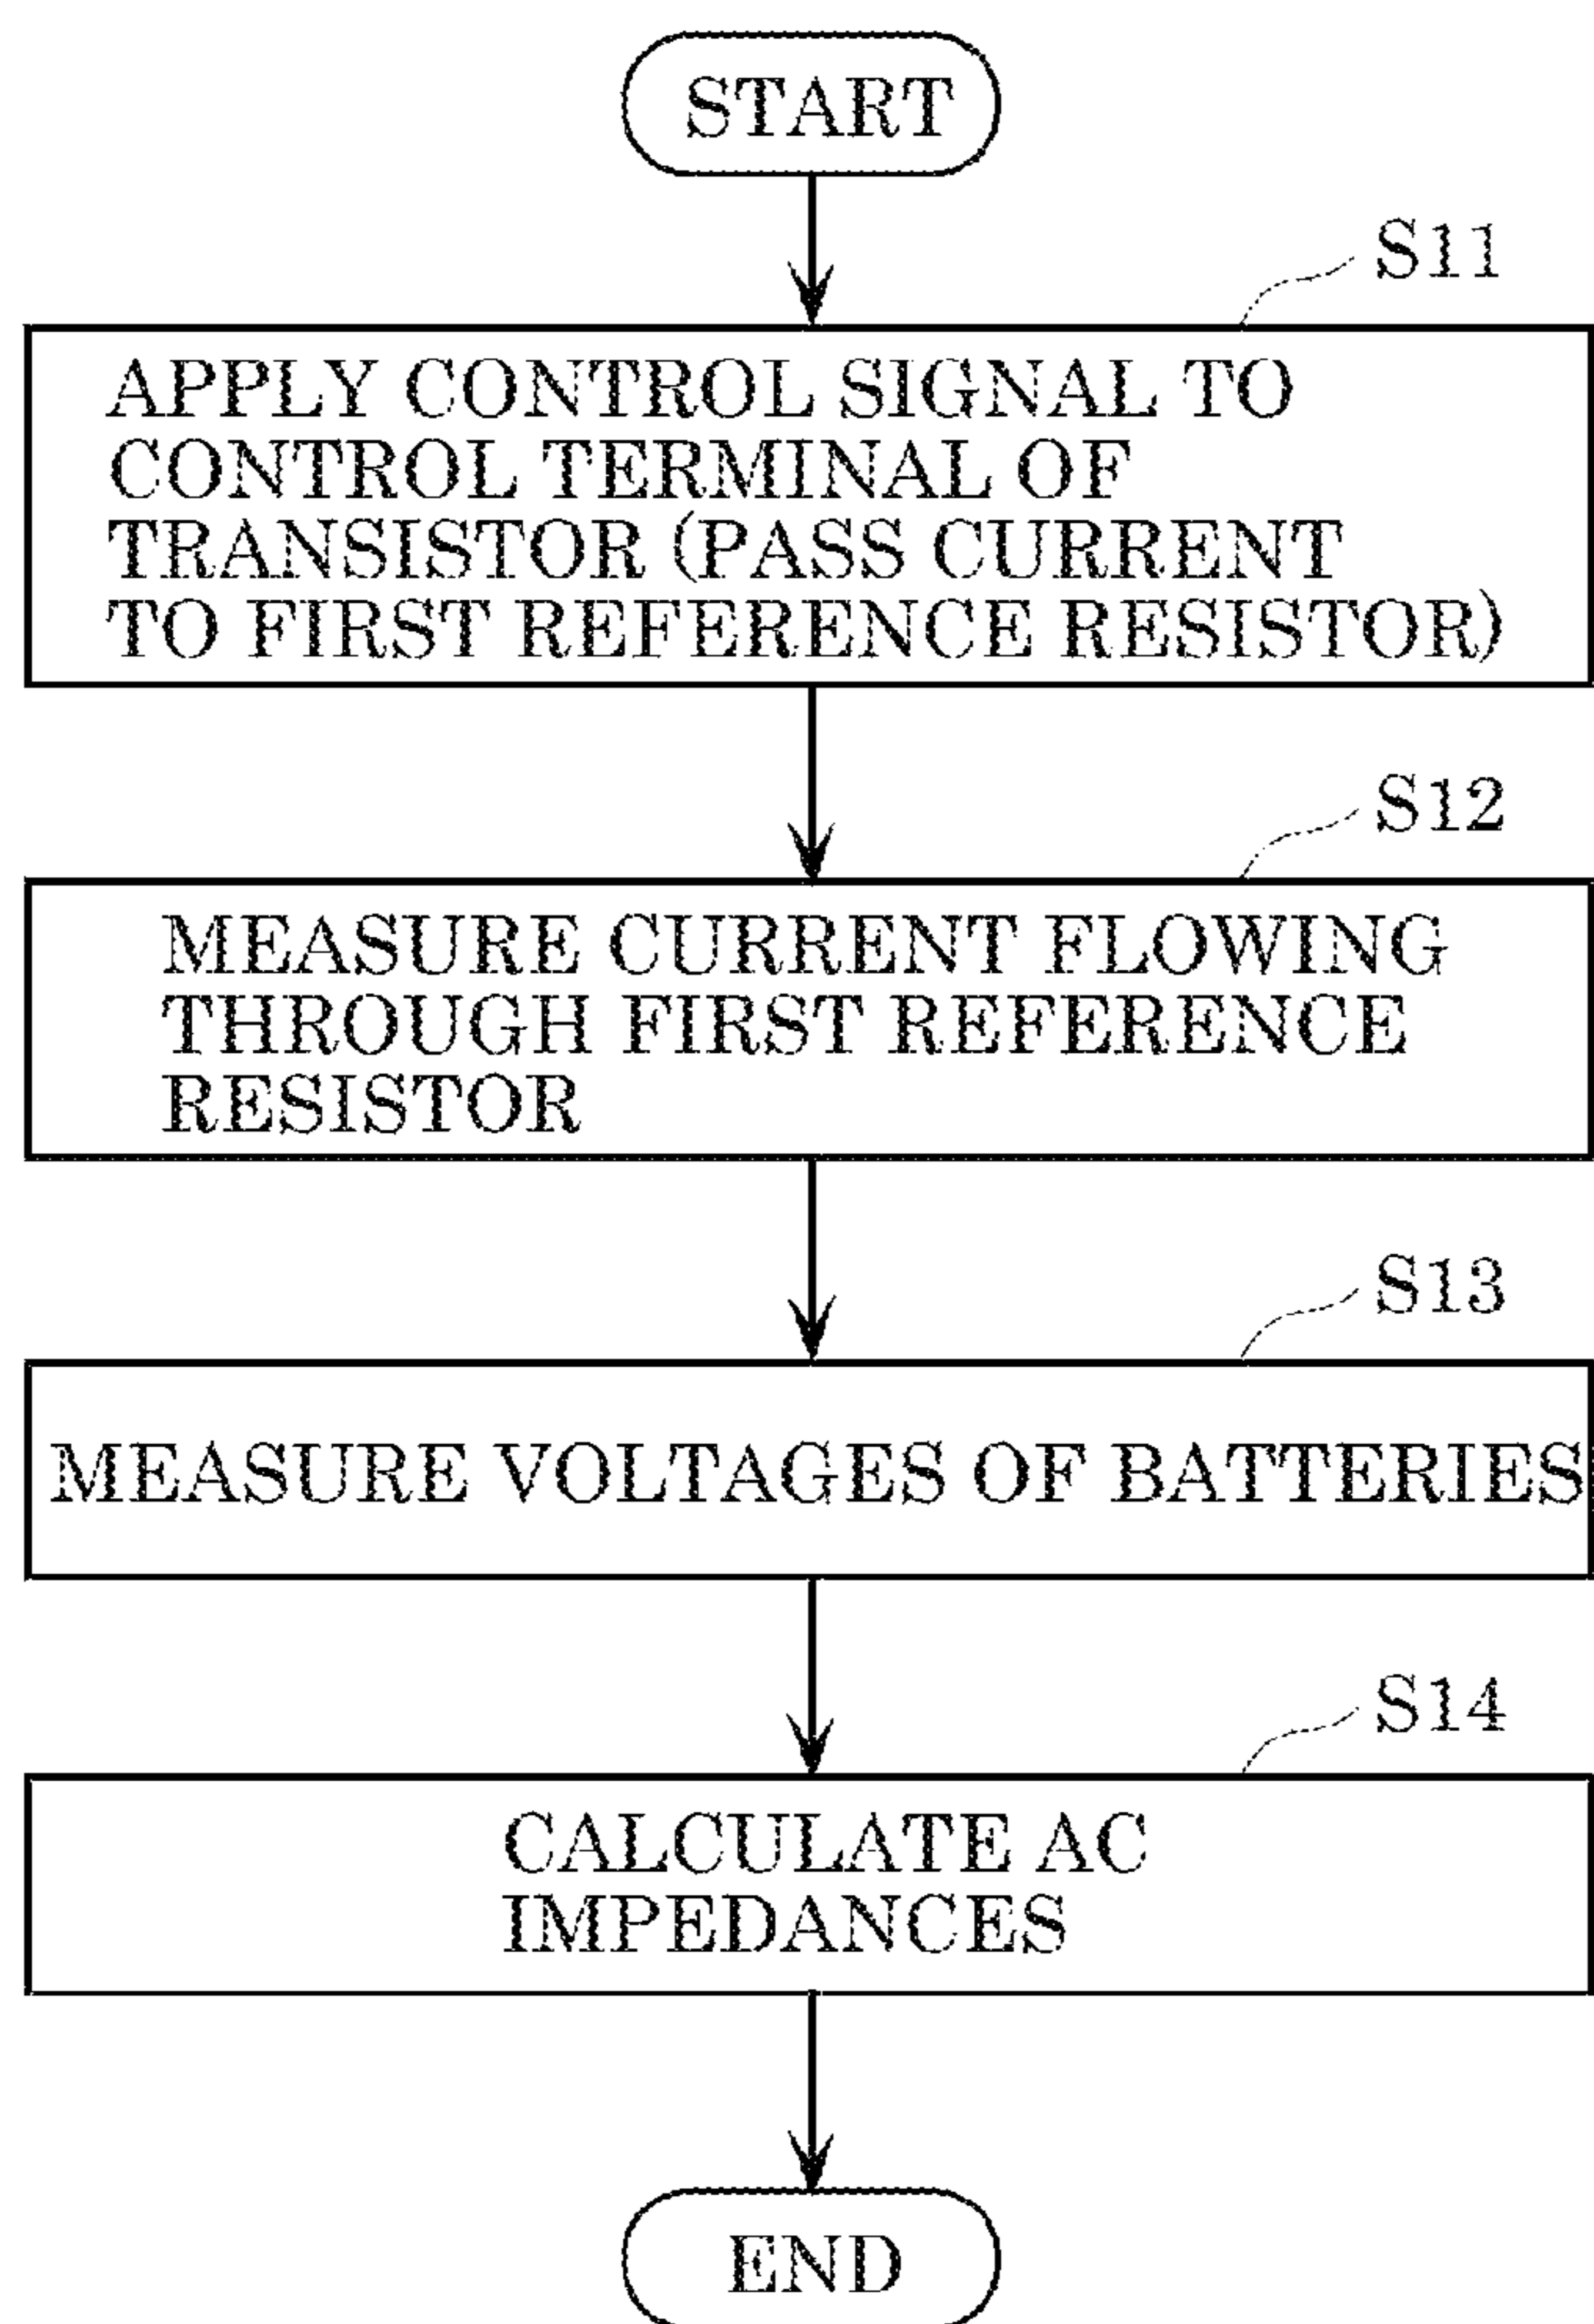 START
S11
APPLY CONTROL SIGNAL TO
CONTROL TERMINAL OF
TRANSISTOR (PASS CURRENT
TO FIRST REFERENCE RESISTOR)
S12
MEASURE CURRENT FLOWING
THROUGH FIRST REFERENCE
RESISTOR
S13
MEASURE VOLTAGES OF BATTERIES
S14
CALCULATE AC
IMPEDANCES
END